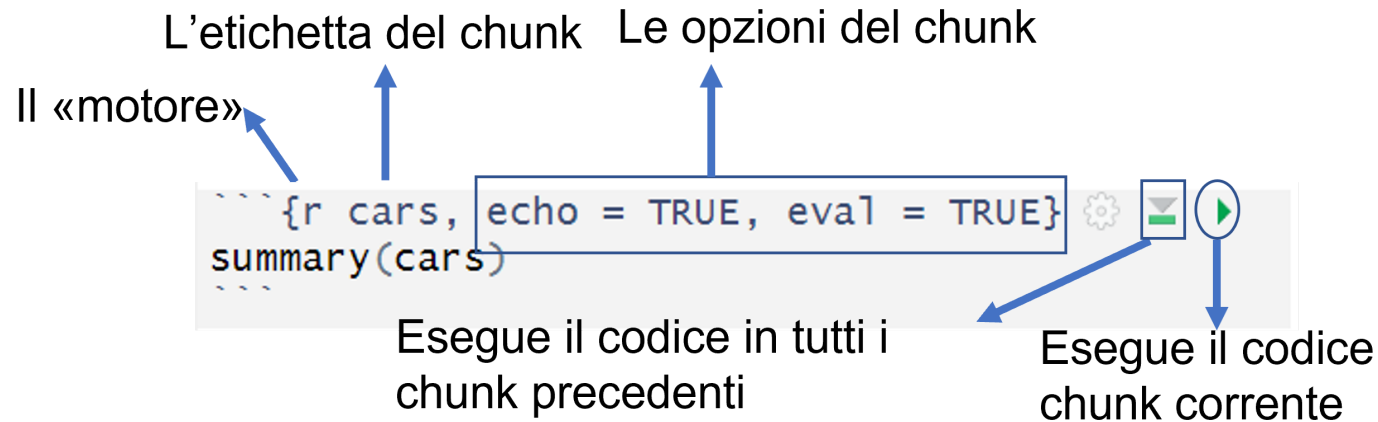 L’etichetta del chunk
Le opzioni del chunk
Il «motore»
```{r cars, echo = TRUE, eval = TRUE}
summary(cars)
```
Esegue il codice in tutti i
chunk precedenti
Esegue il codice
chunk corrente